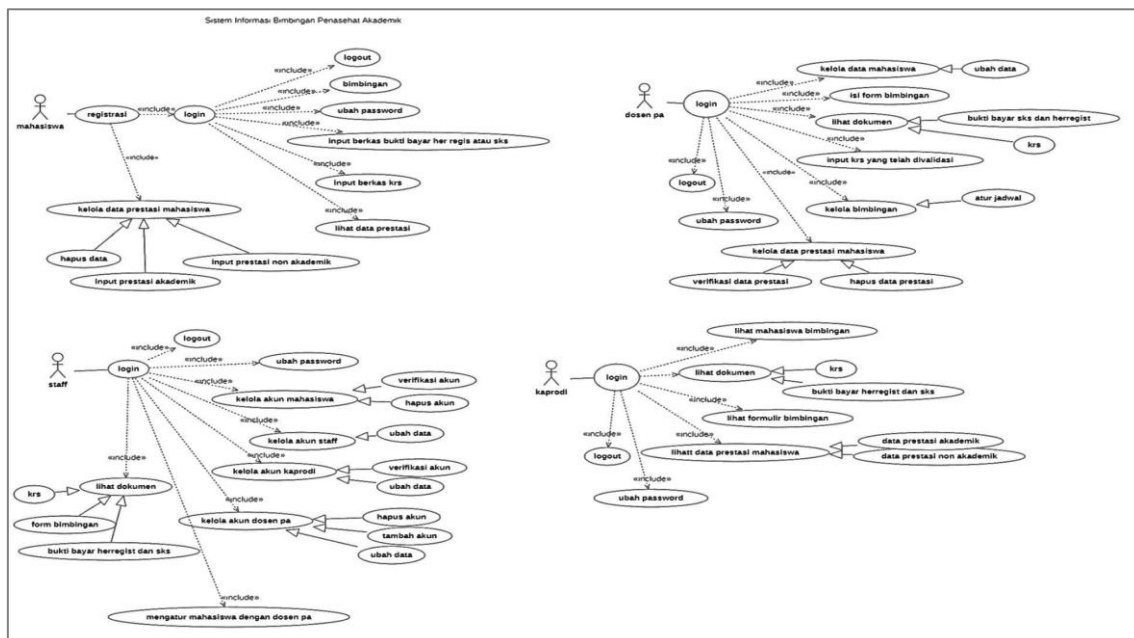 Sistem Informasi Bimbingan Penasehat Akademik
mahasiswa
registrasi
«include»
login
«include»
logout
«include»
bimbingan
«include»
ubah password
«include»
input berkas bukti bayar her regis atau sks
«include»
input berkas krs
«include»
lihat data prestasi
«include»
kelola data prestasi mahasiswa
hapus data
input prestasi akademik
input prestasi non akademik
dosen pa
login
«include»
kelola data mahasiswa
ubah data
«include»
isi form bimbingan
«include»
lihat dokumen
bukti bayar sks dan herregist
krs
«include»
input krs yang telah divalidasi
«include»
logout
«include»
ubah password
«include»
kelola bimbingan
atur jadwal
«include»
kelola data prestasi mahasiswa
verifikasi data prestasi
hapus data prestasi
staff
login
«include»
logout
«include»
ubah password
«include»
kelola akun mahasiswa
verifikasi akun
hapus akun
«include»
kelola akun staff
ubah data
«include»
kelola akun kaprodi
verifikasi akun
ubah data
«include»
lihat dokumen
krs
form bimbingan
bukti bayar herregist dan sks
«include»
kelola akun dosen pa
hapus akun
tambah akun
ubah data
«include»
mengatur mahasiswa dengan dosen pa
kaprodi
login
«include»
lihat mahasiswa bimbingan
«include»
lihat dokumen
krs
bukti bayar herregist dan sks
«include»
lihat formulir bimbingan
«include»
lihatt data prestasi mahasiswa
data prestasi akademik
data prestasi non akademik
«include»
logout
«include»
ubah password